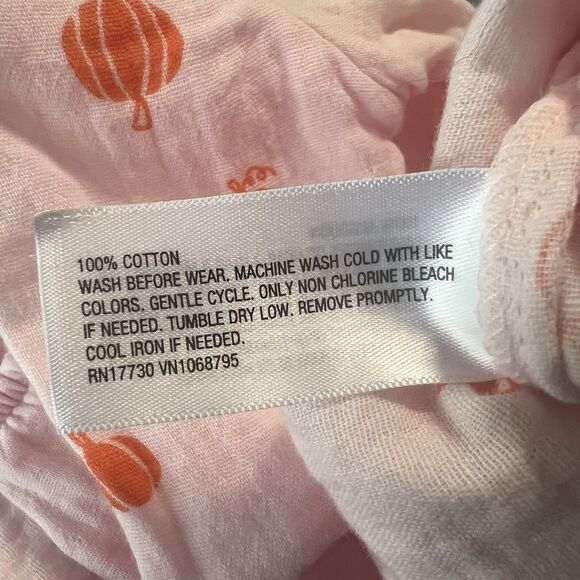 100% COTTON
WASH BEFORE WEAR. MACHINE WASH COLD WITH LIKE
COLORS. GENTLE CYCLE. ONLY NON CHLORINE BLEACH
IF NEEDED. TUMBLE DRY LOW. REMOVE PROMPTLY.
COOL IRON IF NEEDED.
RN17730 VN1068795